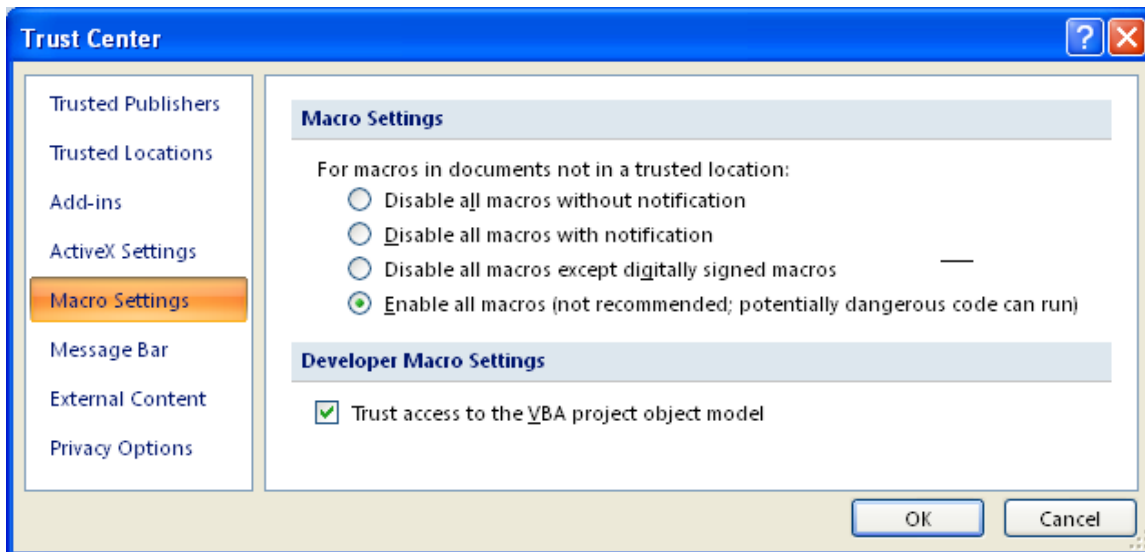 Trust Center
?
Trusted Publishers
Trusted Locations
Add-ins
ActiveX Settings
Macro Settings
Message Bar
External Content
Privacy Options
Macro Settings
For macros in documents not in a trusted location:
Disable all macros without notification
Disable all macros with notification
Disable all macros except digitally signed macros
Enable all macros (not recommended; potentially dangerous code can run)
Developer Macro Settings
Trust access to the VBA project object model
OK
Cancel